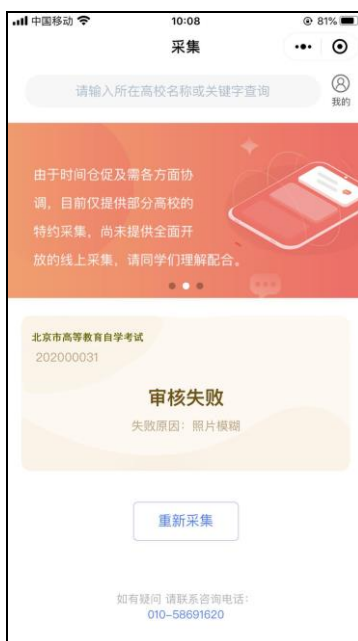 中国移动 10:08 81%
采集
请输入所在高校名称或关键字查询
我的
由于时间仓促及需各方面协
调，目前仅提供部分高校的
特约采集，尚未提供全面开
放的线上采集，请同学们理解配合。
北京市高等教育自学考试
202000031
审核失败
失败原因：照片模糊
重新采集
如有疑问 请联系咨询电话：
010-58691620